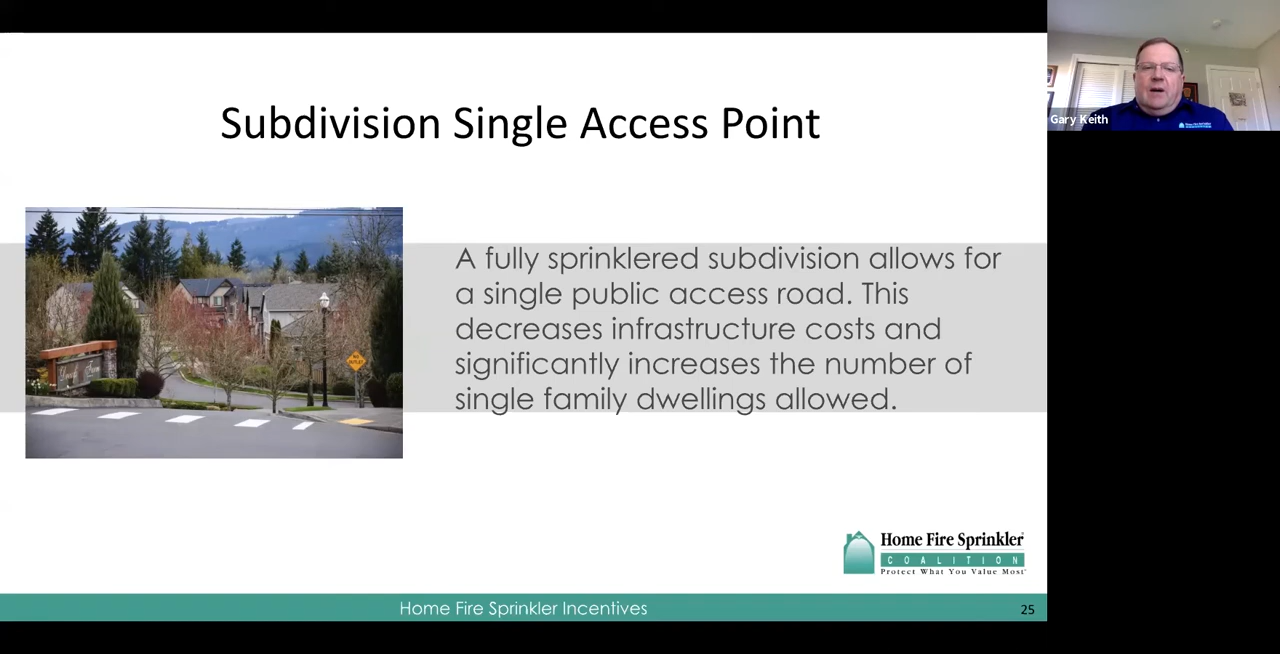 Subdivision Single Access Point
Gary Keith
A fully sprinklered subdivision allows for
a single public access road. This
decreases infrastructure costs and
significantly increases the number of
single family dwellings allowed.
NO
OUTLET
Home Fire Sprinkler
COALITION
Protect What You Value Most
Home Fire Sprinkler Incentives
25